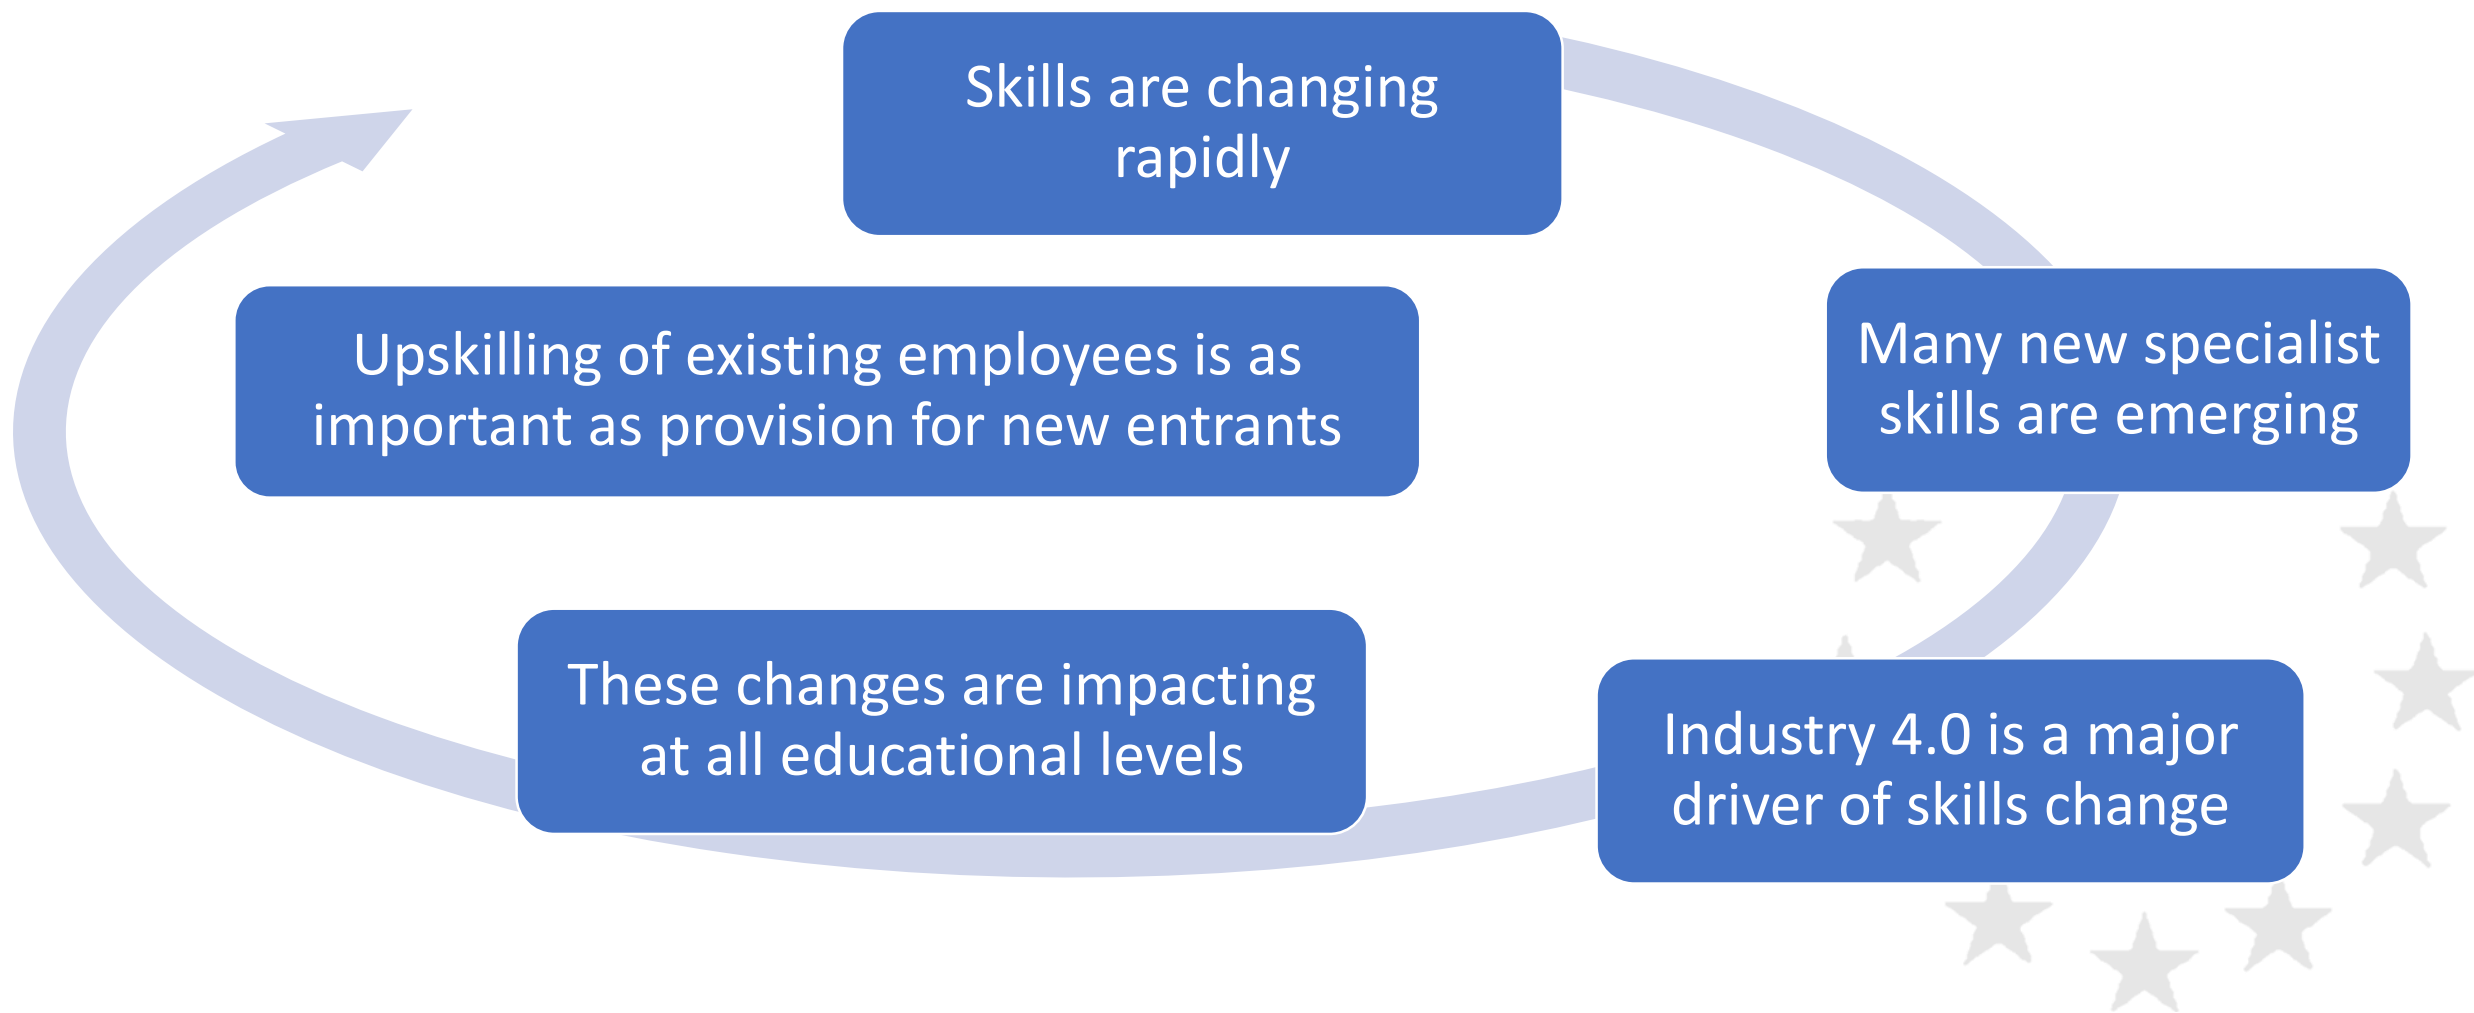 Skills are changing
rapidly
Many new specialist
skills are emerging
Industry 4.0 is a major
driver of skills change
These changes are impacting
at all educational levels
Upskilling of existing employees is as
important as provision for new entrants